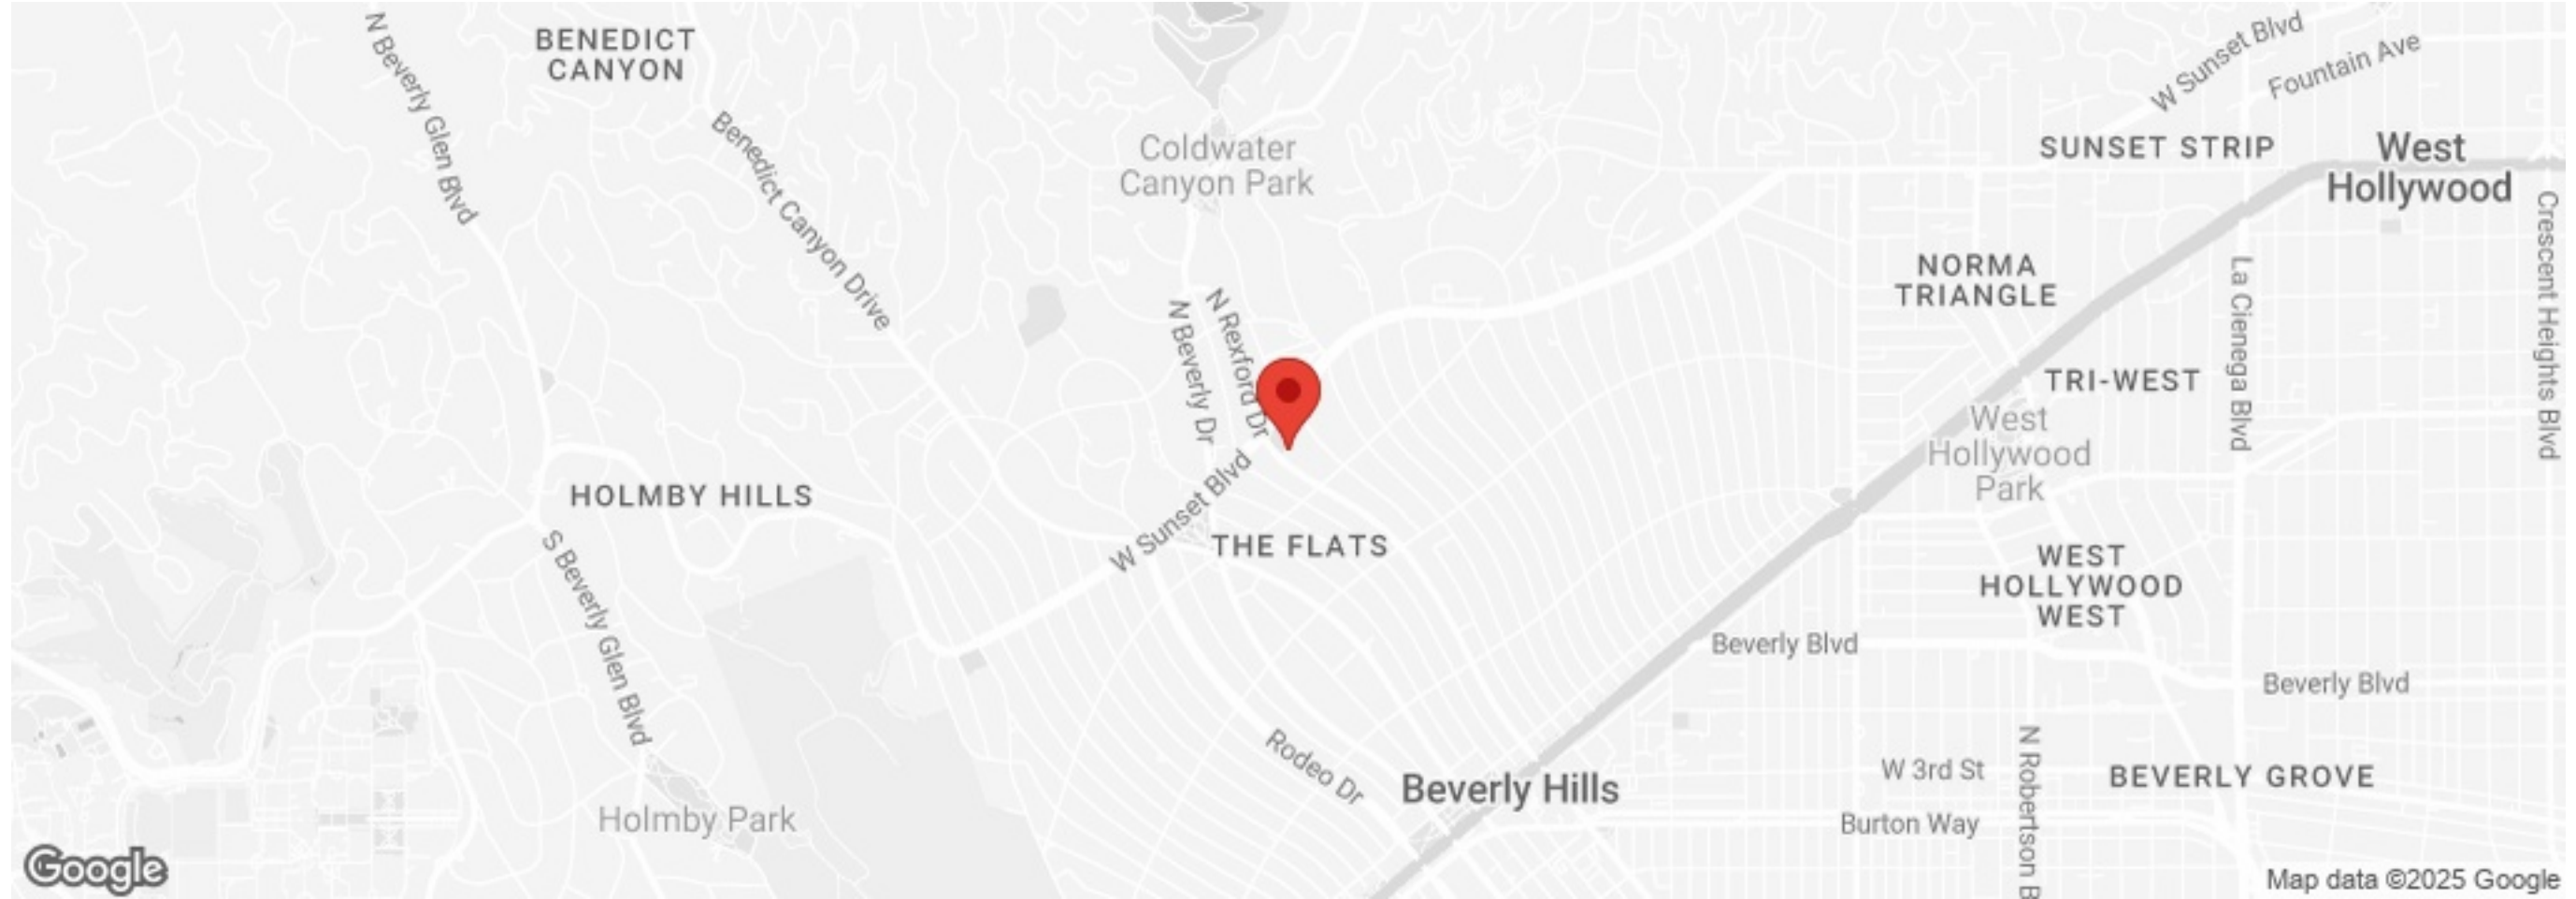 N Beverly Glen Blvd
BENEDICT
CANYON
Benedict Canyon Drive
Coldwater
Canyon Park
W Sunset Blvd
Fountain Ave
SUNSET STRIP
West
Hollywood
Crescent Heights Blvd
NORMA
TRIANGLE
La Cienega Blvd
N Rexford Dr
N Beverly Dr
TRI-WEST
West
Hollywood
Park
HOLMBY HILLS
W Sunset Blvd
THE FLATS
S Beverly Glen Blvd
WEST
HOLLYWOOD
WEST
Beverly Blvd
Beverly Blvd
Rodeo Dr
Beverly Hills
W 3rd St
N Robertson B
BEVERLY GROVE
Holmby Park
Burton Way
Google
Map data ©2025 Google